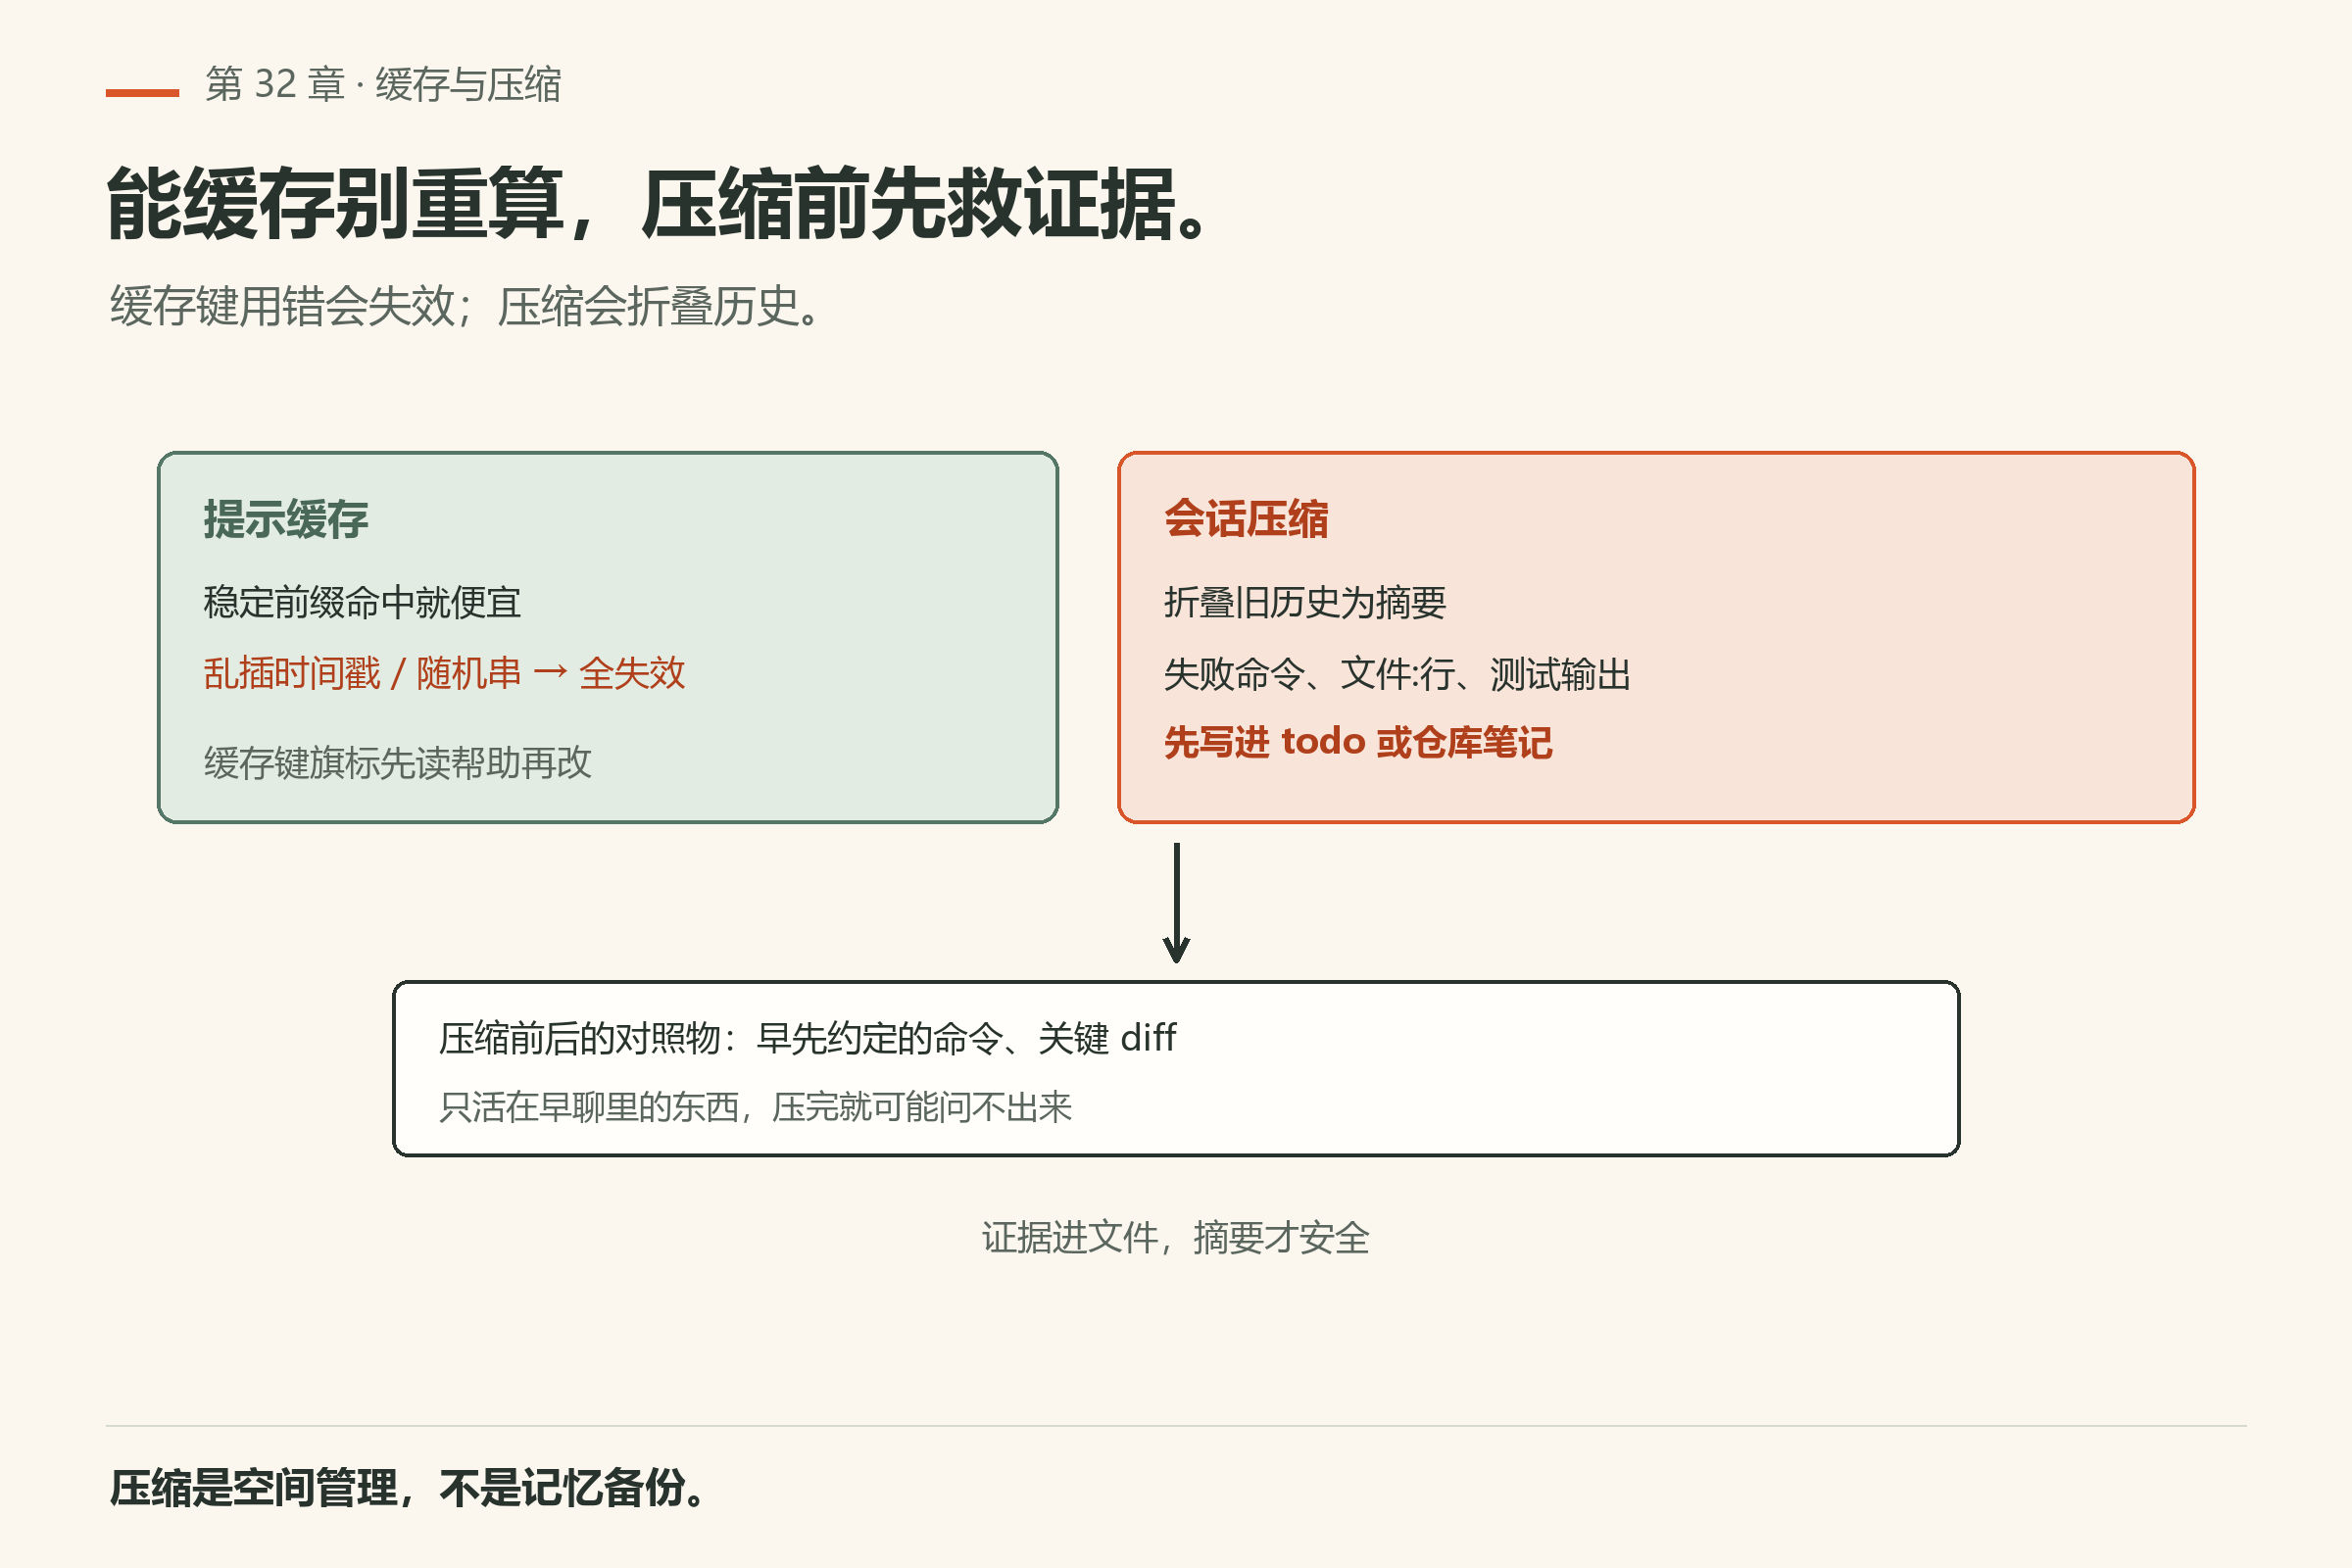 第 32 章 · 缓存与压缩
能缓存别重算，压缩前先救证据。
缓存键用错会失效；压缩会折叠历史。
提示缓存
稳定前缀命中就便宜
乱插时间戳 / 随机串 → 全失效
缓存键旗标先读帮助再改
会话压缩
折叠旧历史为摘要
失败命令、文件:行、测试输出
先写进 todo 或仓库笔记
压缩前后的对照物：早先约定的命令、关键 diff
只活在早聊里的东西，压完就可能问不出来
证据进文件，摘要才安全
压缩是空间管理，不是记忆备份。